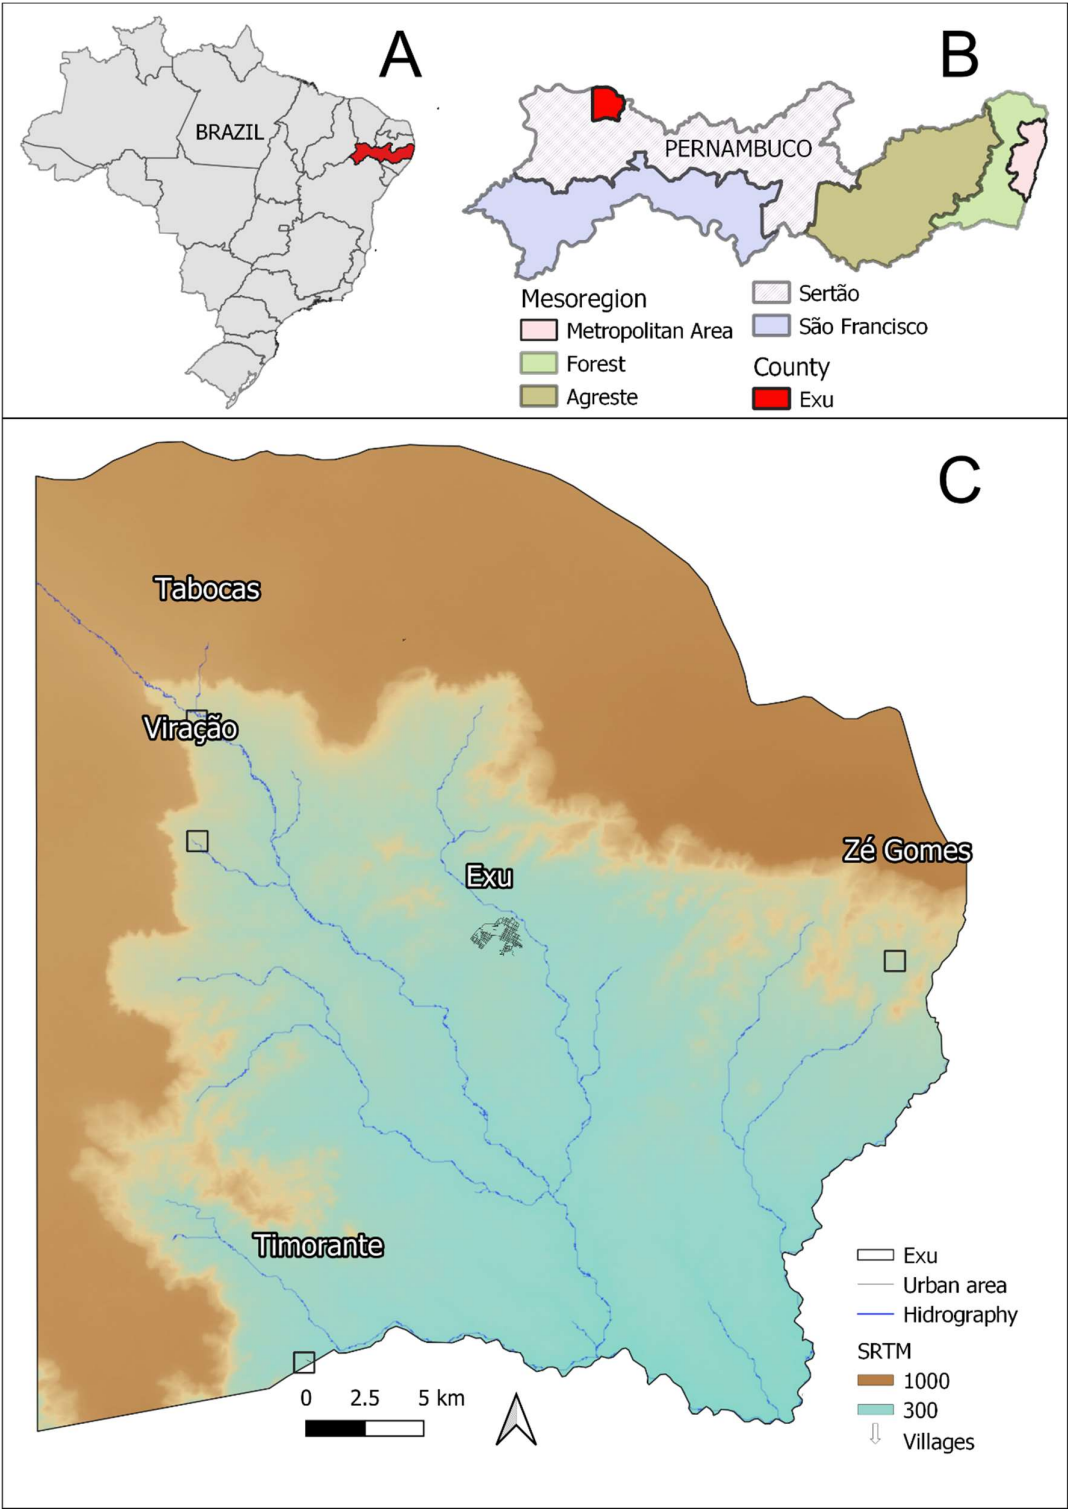 A
BRAZIL
B
PERNAMBUCO
Mesoregion
Metropolitan Area
Forest
Agreste
Sertão
São Francisco
County
Exu
C
Tabocas
Viração
Zé Gomes
Exu
Timorante
0 2.5 5 km
Exu
Urban area
Hidrography
SRTM
1000
300
Villages